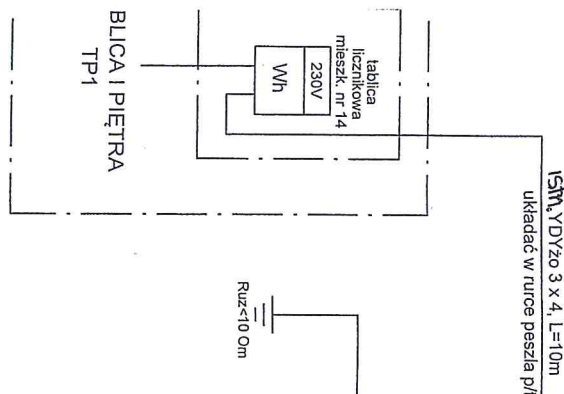 BLICA I PIĘTRA
TP1
tablica
licznikowa
mieszk. nr 14
230V
Wh
YDYżo 3 x 4, L=10m
układać w rurce peszla p/t
Ruz<10 Om